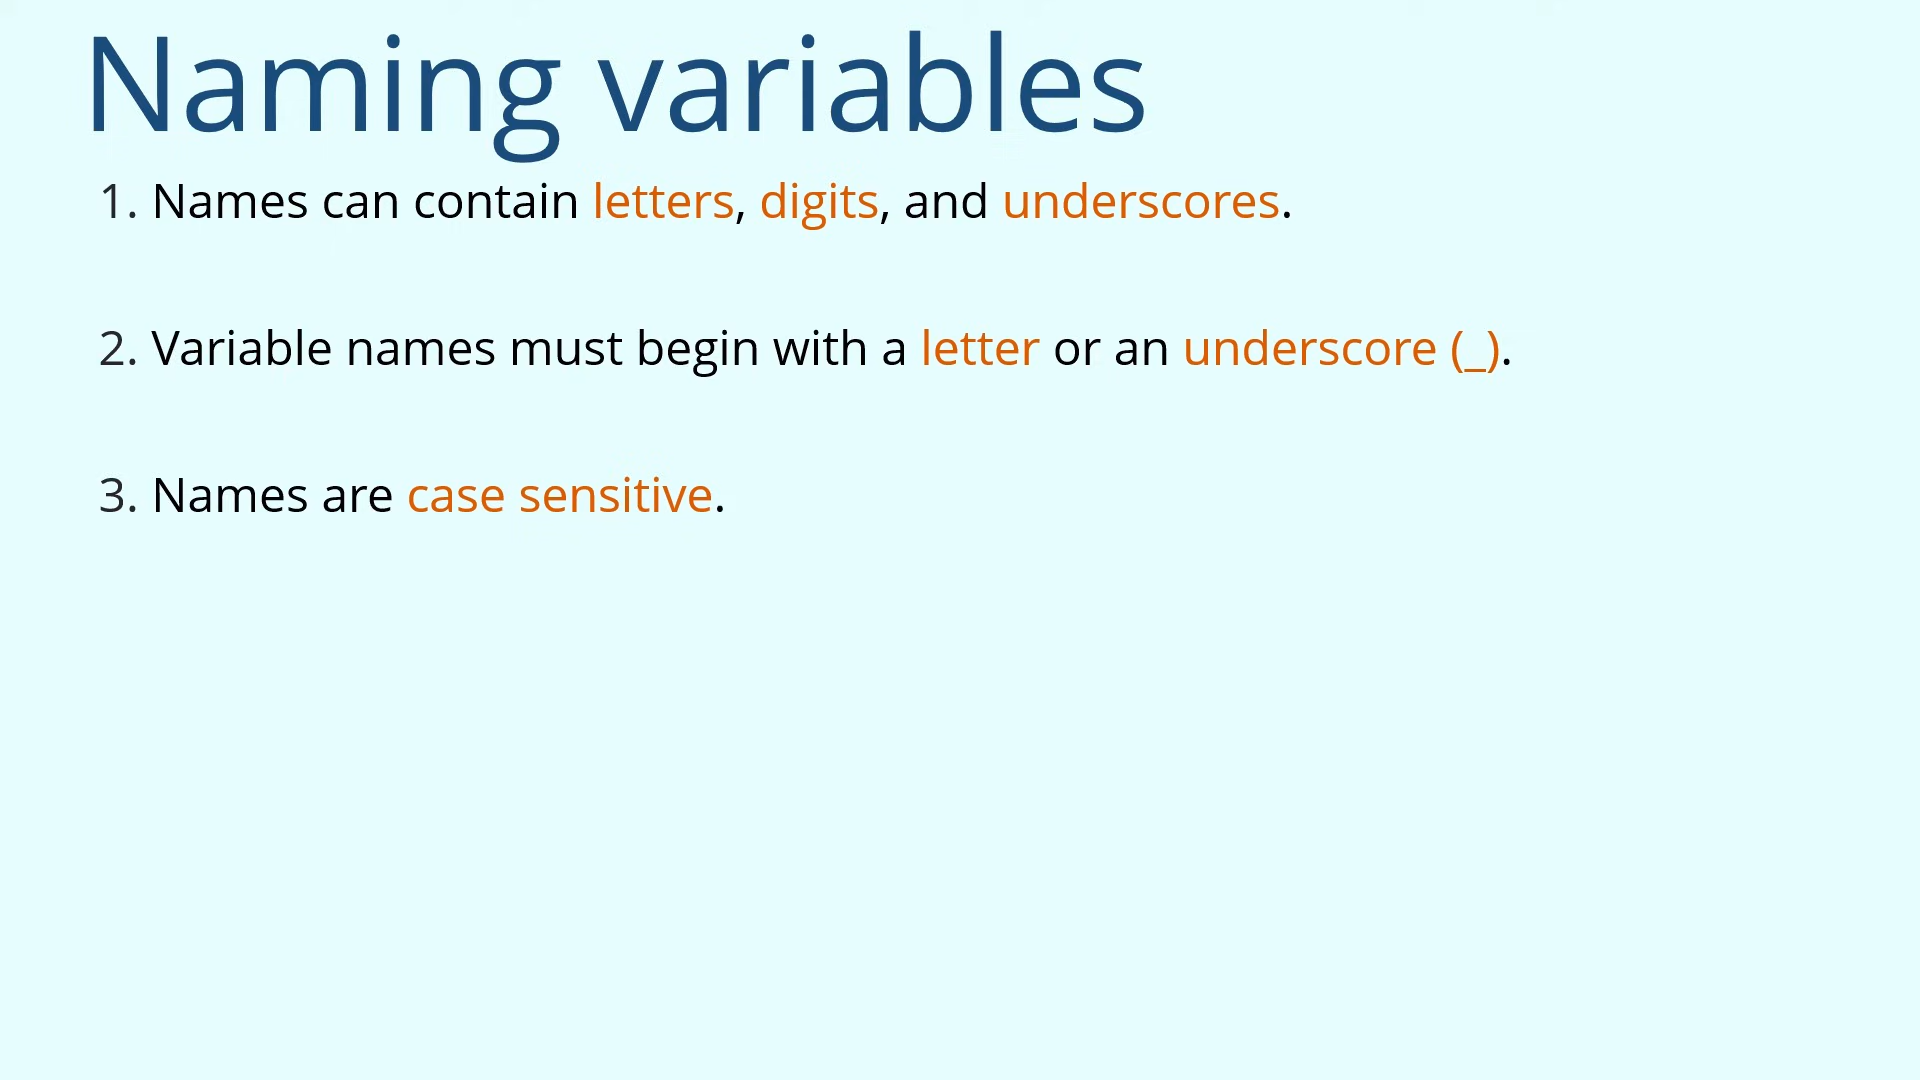 Naming variables
1. Names can contain letters, digits, and underscores.
2. Variable names must begin with a letter or an underscore (_).
3. Names are case sensitive.